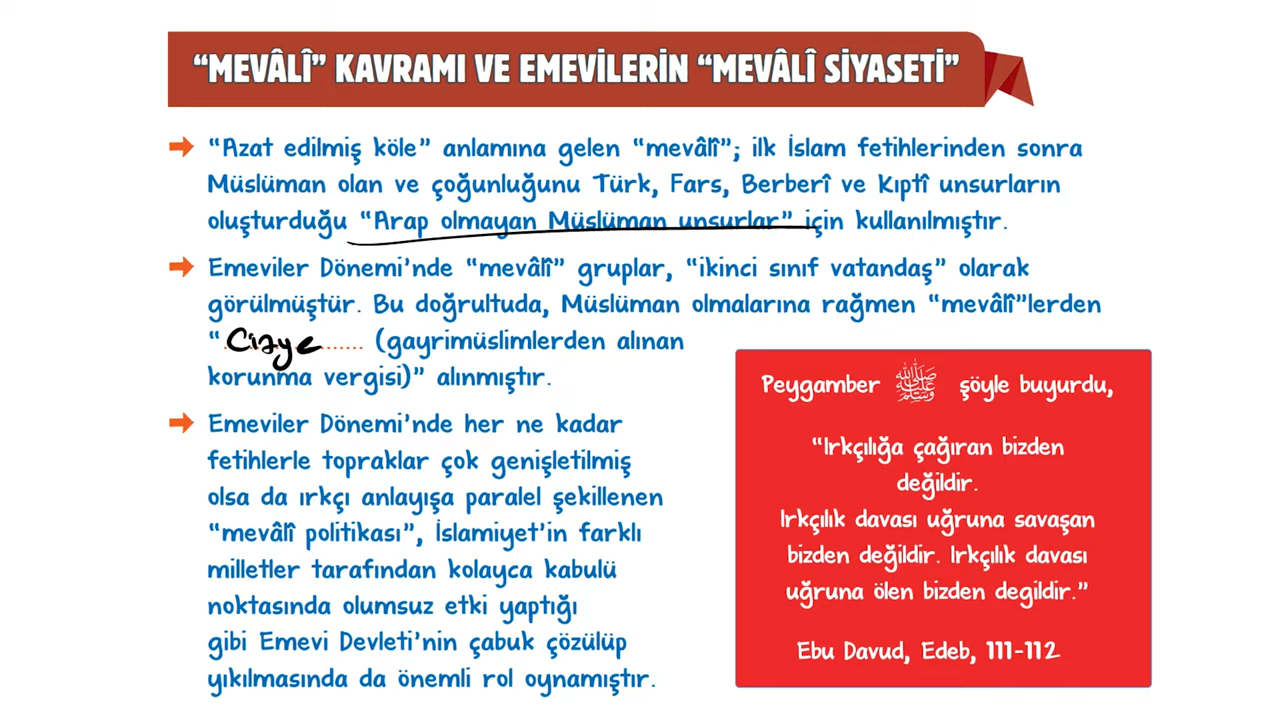 “MEVÂLΔ KAVRAMI VE EMEVİLERİN “MEVÂLÎ SİYASETİ”
“Azat edilmiş köle” anlamına gelen “mevâlΔ; ilk İslam fetihlerinden sonra
Müslüman olan ve çoğunluğunu Türk, Fars, Berberî ve Kıptî unsurların
oluşturduğu “Arap olmayan Müslüman unsurlar” için kullanılmıştır.
Emeviler Dönemi’nde “mevâlΔ gruplar, “ikinci sınıf vatandaş” olarak
görülmüştür. Bu doğrultuda, Müslüman olmalarına rağmen “mevâlΔlerden
“Cizye....... (gayrimüslimlerden alınan
korunma vergisi)” alınmıştır.
Emeviler Dönemi’nde her ne kadar
fetihlerle topraklar çok genişletilmiş
olsa da ırkçı anlayışa paralel şekillenen
“mevâlî politikası”, İslamiyet’in farklı
milletler tarafından kolayca kabulü
noktasında olumsuz etki yaptığı
gibi Emevi Devleti’nin çabuk çözülüp
yıkılmasında da önemli rol oynamıştır.
Peygamber ﷺ şöyle buyurdu,
“Irkçılığa çağıran bizden
değildir.
Irkçılık davası uğruna savaşan
bizden değildir. Irkçılık davası
uğruna ölen bizden degildir.”
Ebu Davud, Edeb, 111-112